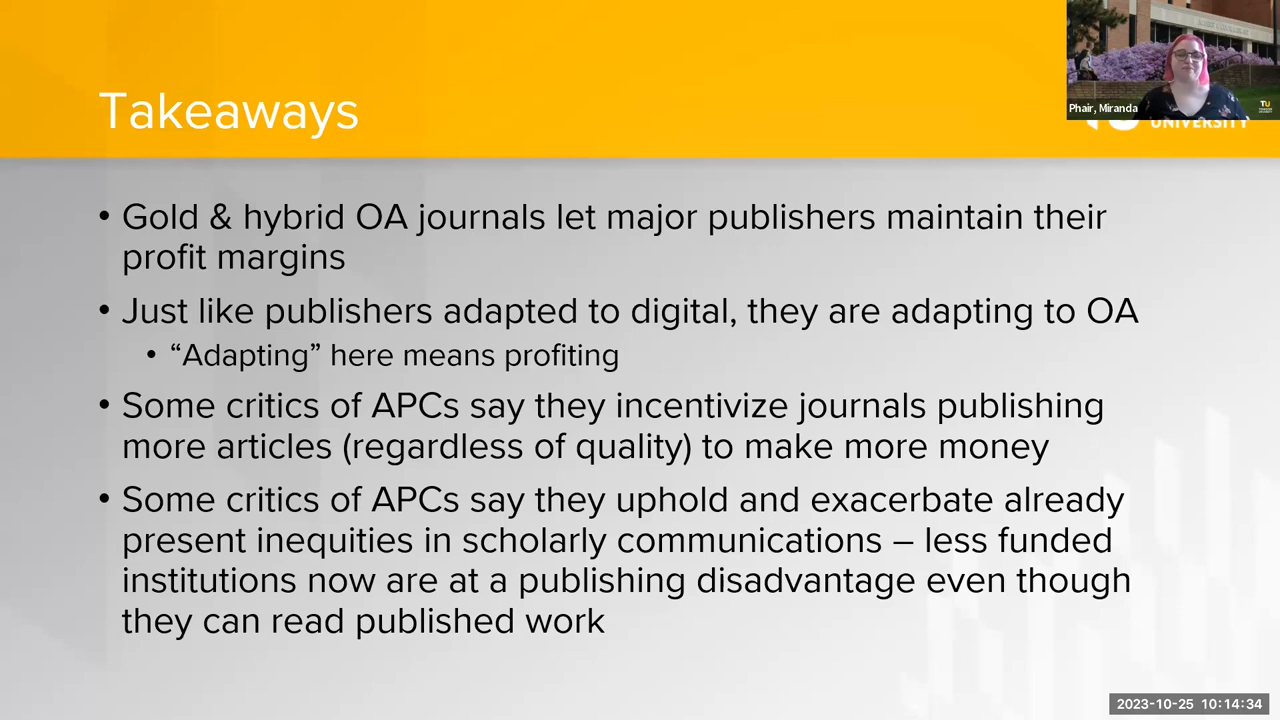 Takeaways
Phair, Miranda
TU
UNIVERSITY
• Gold & hybrid OA journals let major publishers maintain their
profit margins
• Just like publishers adapted to digital, they are adapting to OA
• “Adapting” here means profiting
• Some critics of APCs say they incentivize journals publishing
more articles (regardless of quality) to make more money
• Some critics of APCs say they uphold and exacerbate already
present inequities in scholarly communications – less funded
institutions now are at a publishing disadvantage even though
they can read published work
2023-10-25 10:14:34